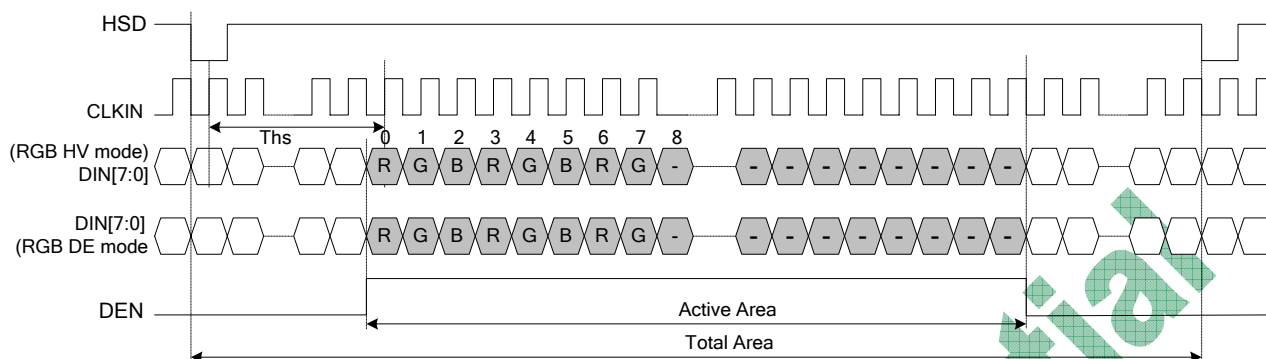 HSD
CLKIN
Ths
0 1 2 3 4 5 6 7 8
(RGB HV mode)
DIN[7:0]
R G B R G B R G - - - - - - - - -
DIN[7:0]
(RGB DE mode
R G B R G B R G - - - - - - - - -
DEN
Active Area
Total Area